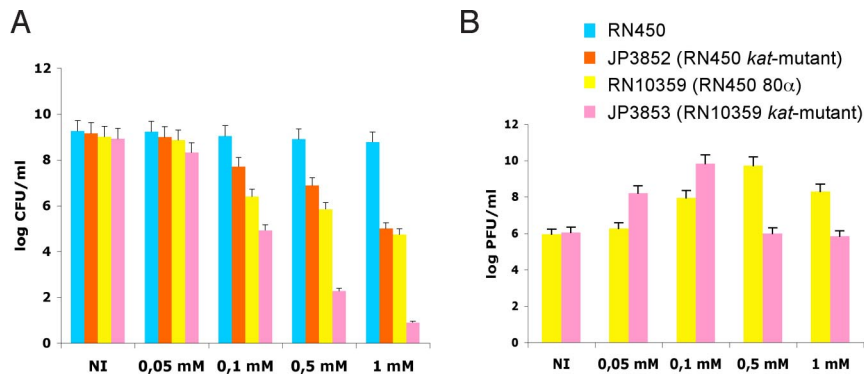 A
12
10
8
6
4
2
0
log CFU/ml
NI 0,05 mM 0,1 mM 0,5 mM 1 mM
B
RN450
JP3852 (RN450 kat-mutant)
RN10359 (RN450 80α)
JP3853 (RN10359 kat-mutant)
12
10
8
6
4
2
0
log PFU/ml
NI 0,05 mM 0,1 mM 0,5 mM 1 mM